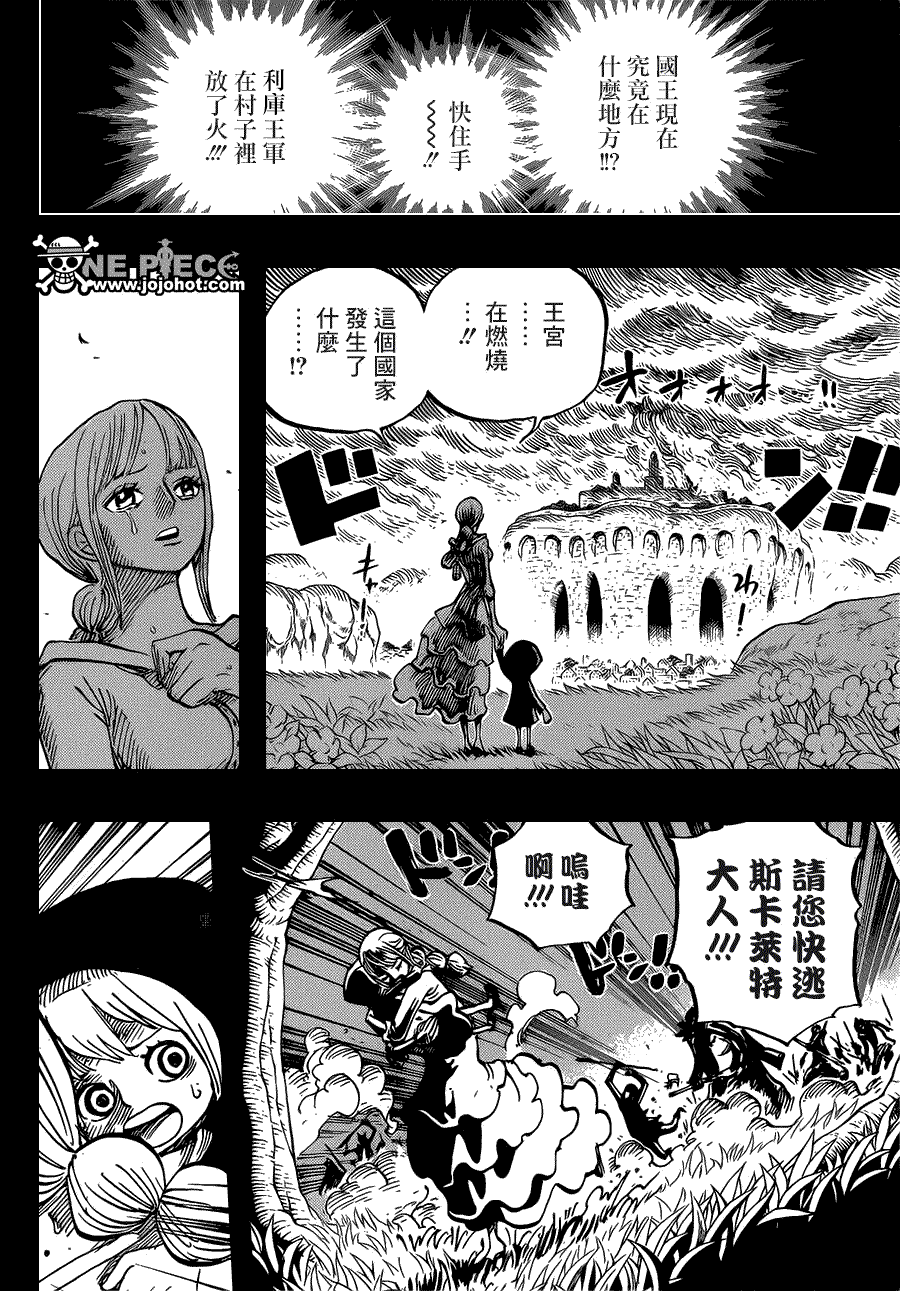 國王現在
究竟在
什麼地方!!?
快住手
~~~~!!
利庫王軍
在村子裡
放了火!!!
ONE PIECE
www.jojohot.com
王宮
……
在燃燒
…!!
這個國家
發生了
什麼
……!?
オオオオ…!!
ドン!!
請您快逃
斯卡萊特
大人!!!
嗚哇
啊!!!
ドン!!
ドン!!